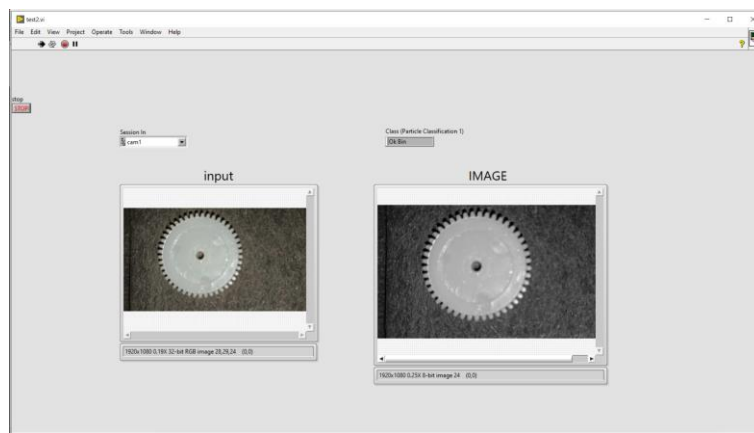 test2.vi
File Edit View Project Operate Tools Window Help
stop
STOP
Session In
cam1
Class (Particle Classification 1)
Ok Bin
input
IMAGE
1920x1080 0.19X 32-bit RGB image 28,29,24 (0,0)
1920x1080 0.25X 8-bit image 24 (0,0)